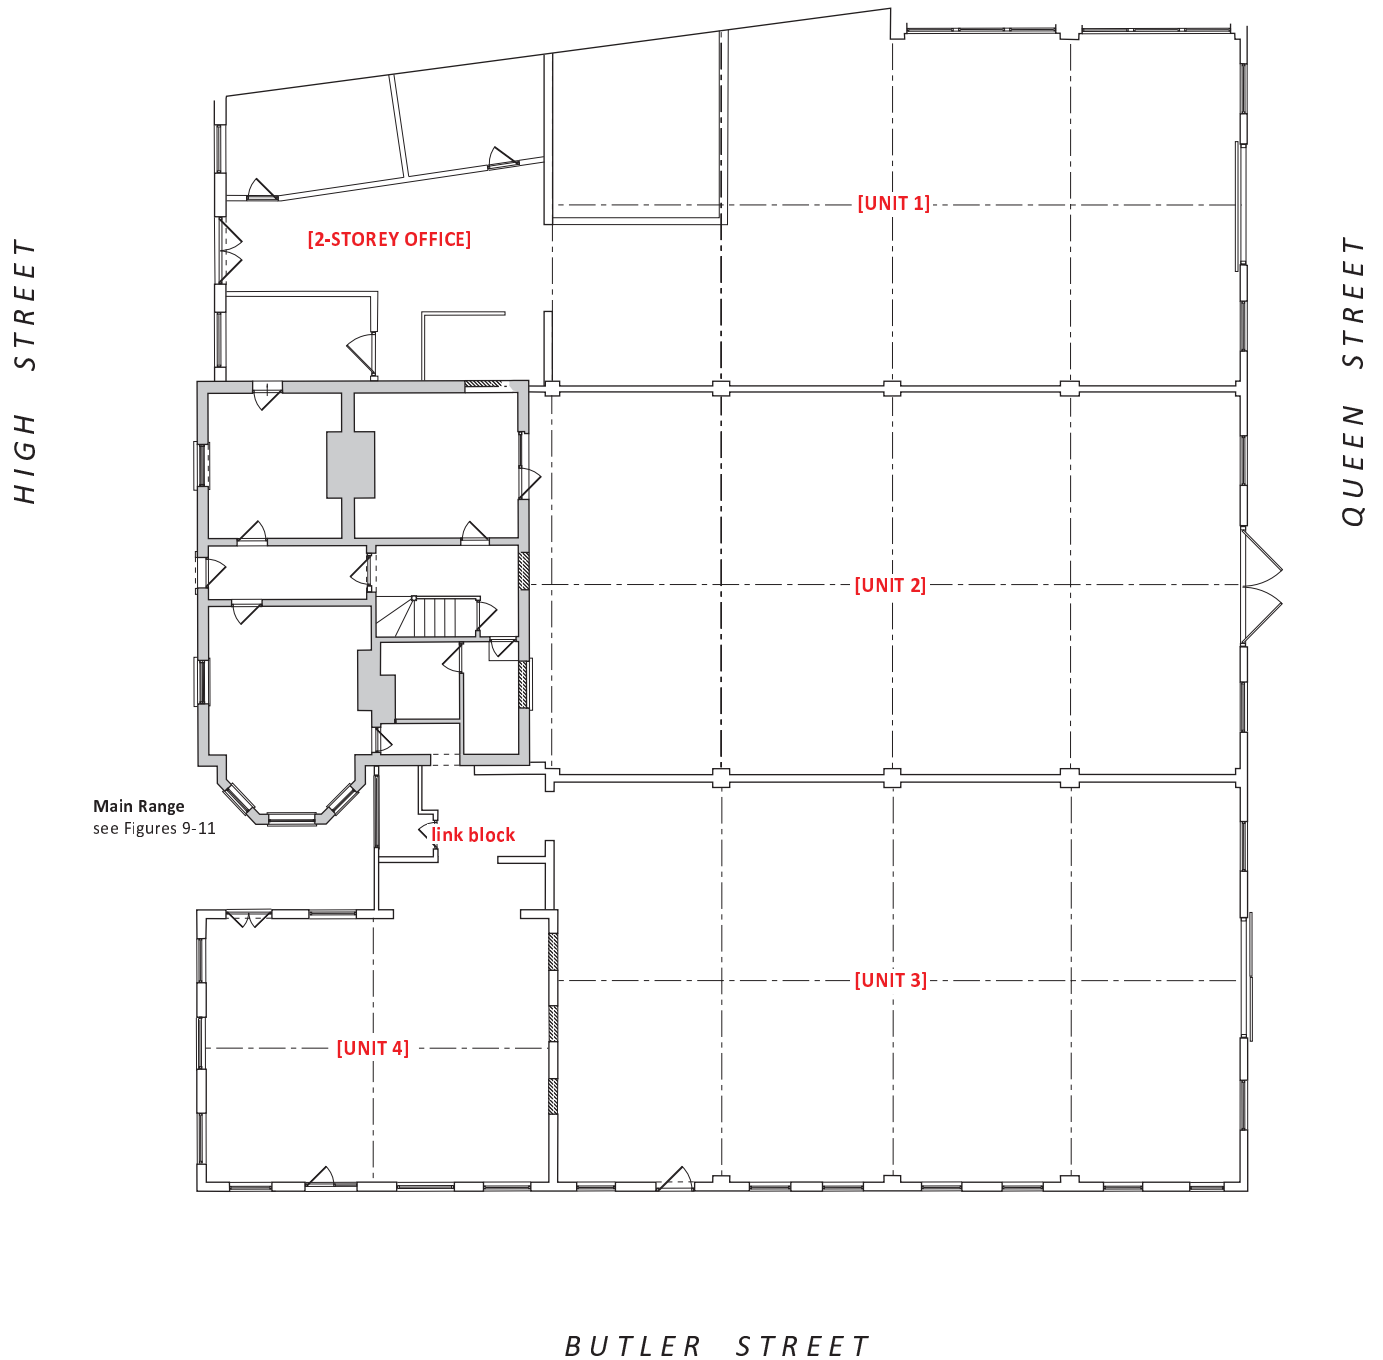 [UNIT 1]
[2-STOREY OFFICE]
HIGH STREET
QUEEN STREET
[UNIT 2]
Main Range
see Figures 9-11
link block
[UNIT 3]
[UNIT 4]
BUTLER STREET